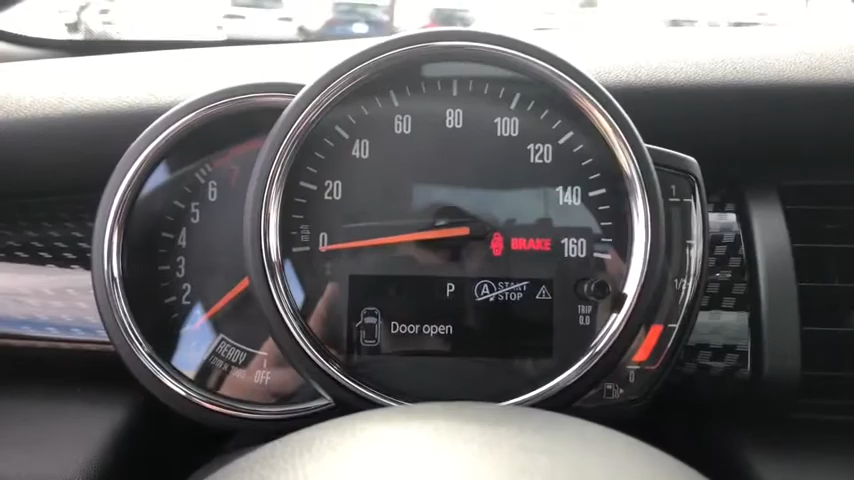 7
6
5
4
3
2
READY
OFF
0
20
40
60
80
100
120
140
160
mph
BRAKE
P
A START
STOP
Door open
TRIP
0.0
1
1/2
0